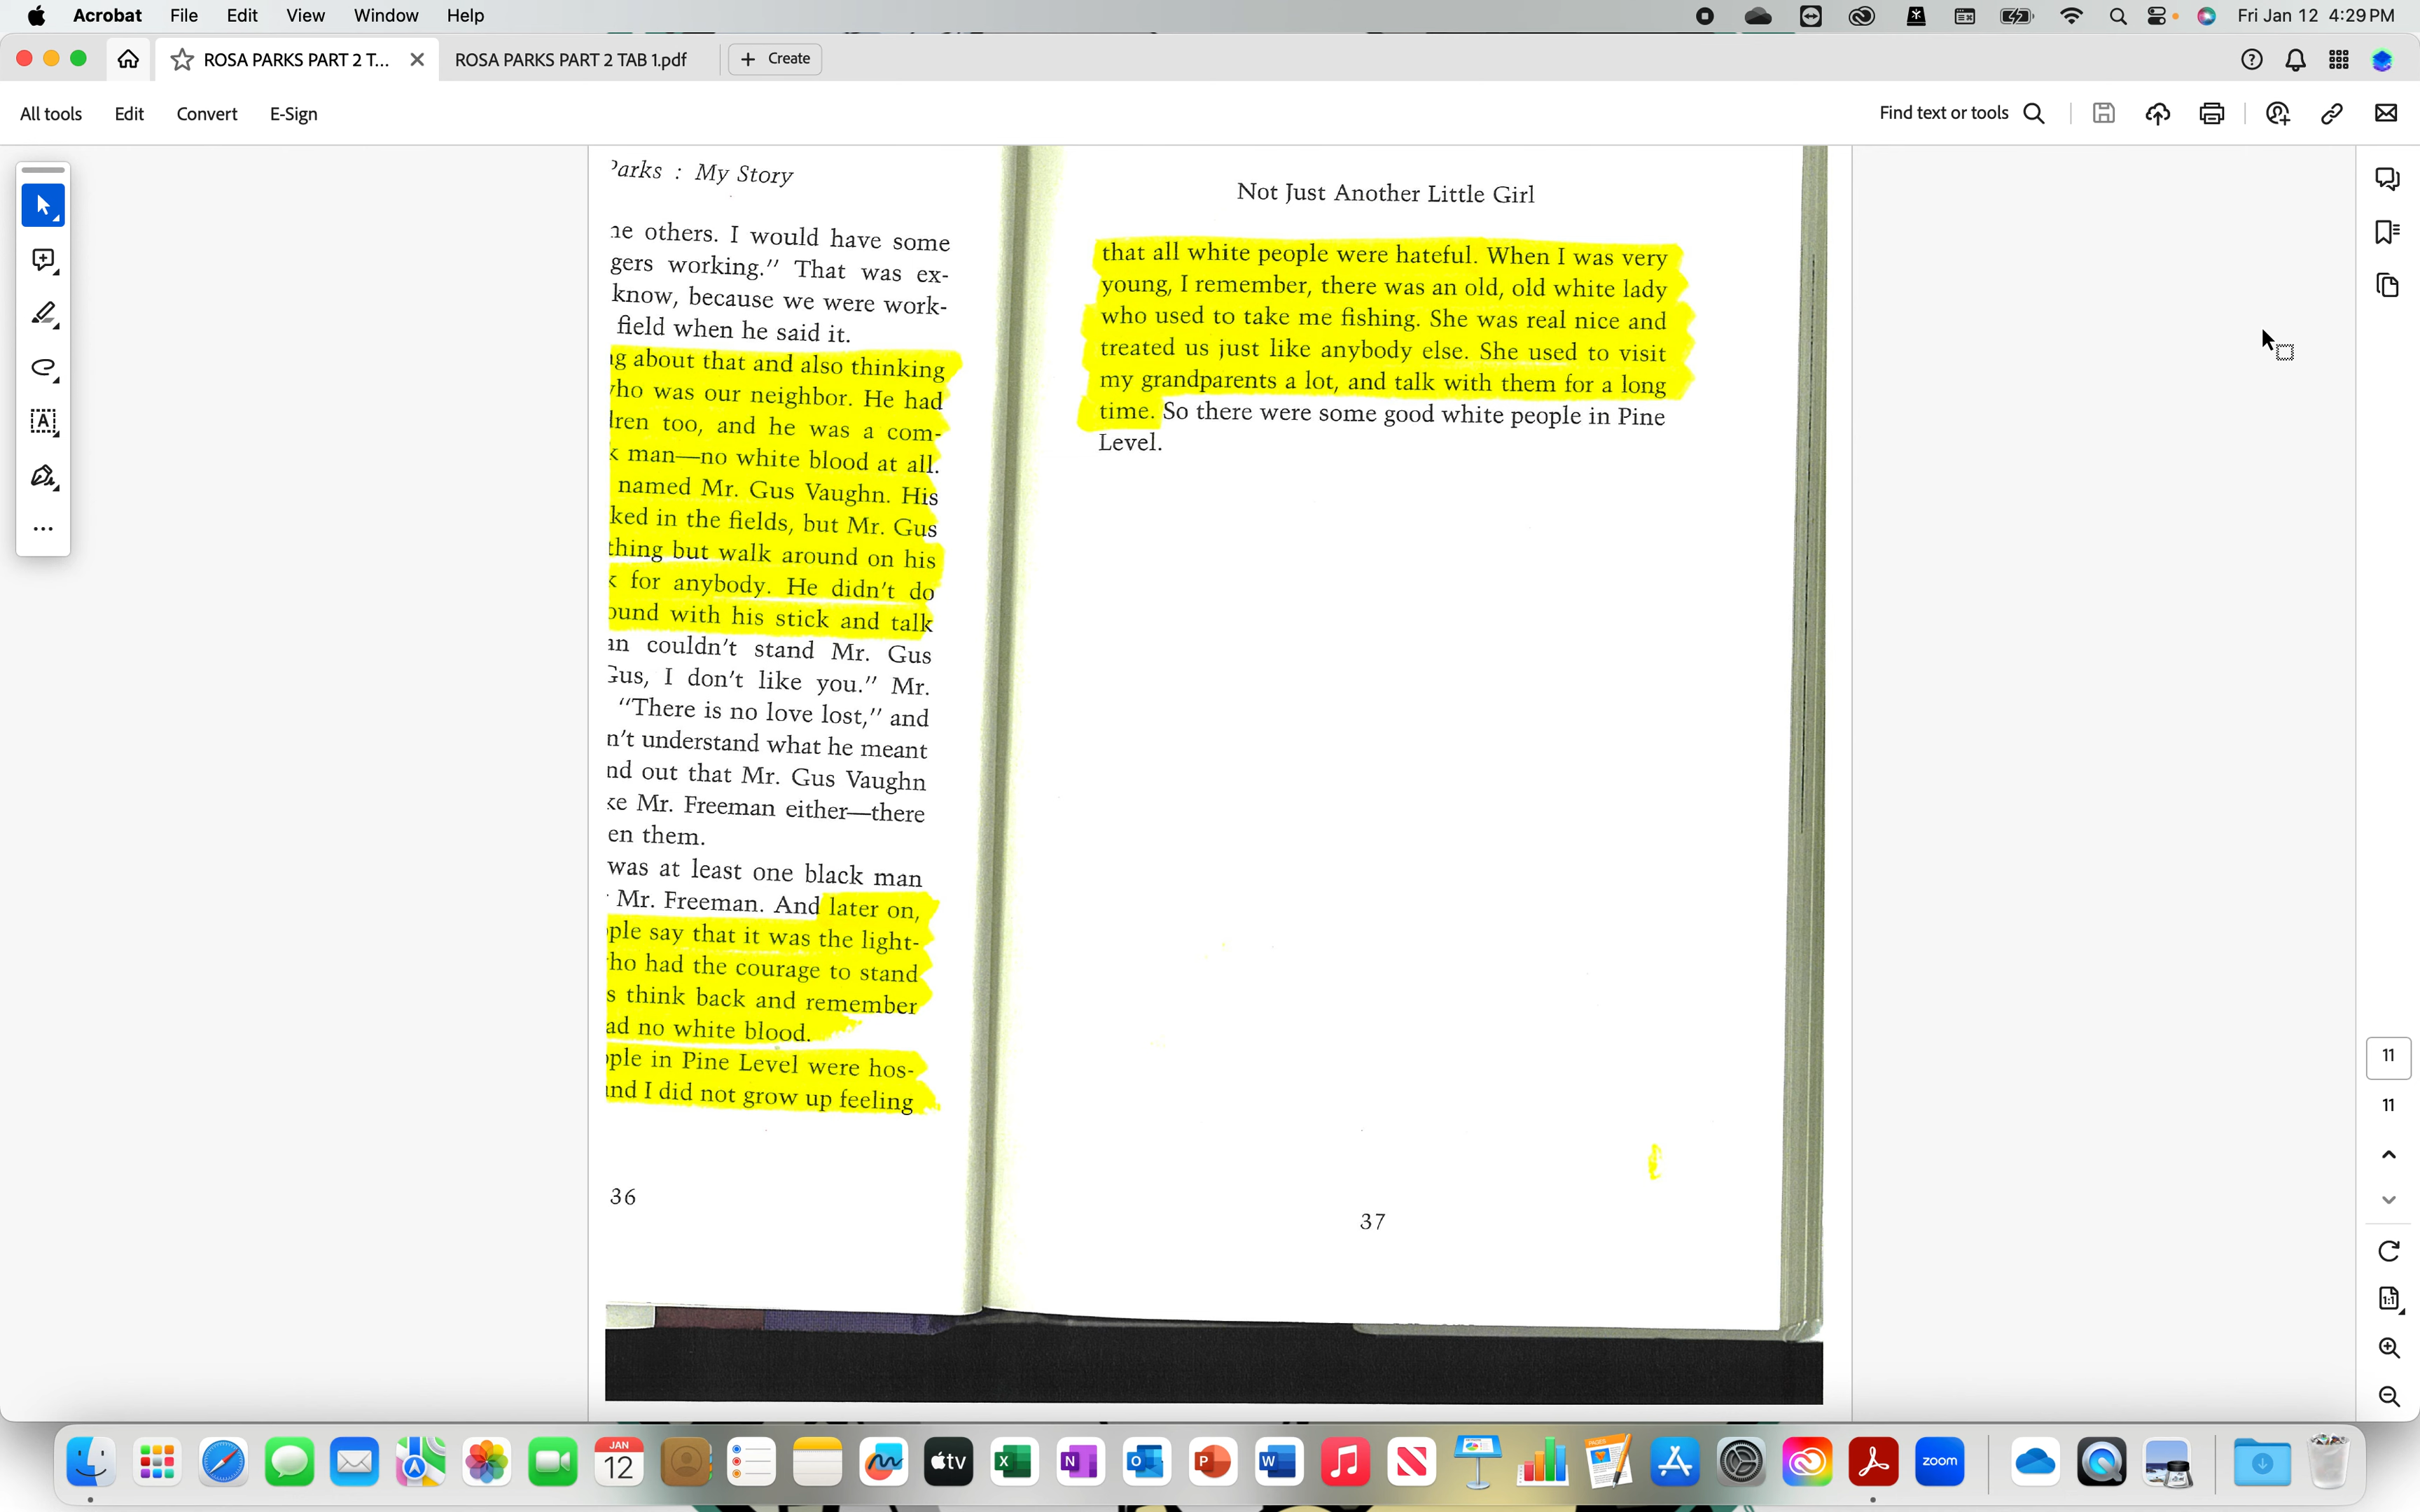 Acrobat File Edit View Window Help
Fri Jan 12 4:29 PM
ROSA PARKS PART 2 T...
ROSA PARKS PART 2 TAB 1.pdf
Create
All tools Edit Convert E-Sign
Find text or tools
arks : My Story
he others. I would have some
gers working.” That was ex-
know, because we were work-
field when he said it.
g about that and also thinking
ho was our neighbor. He had
ren too, and he was a com-
k man—no white blood at all.
named Mr. Gus Vaughn. His
ked in the fields, but Mr. Gus
thing but walk around on his
k for anybody. He didn't do
ound with his stick and talk
an couldn't stand Mr. Gus
Gus, I don't like you.” Mr.
“There is no love lost,” and
n't understand what he meant
nd out that Mr. Gus Vaughn
ke Mr. Freeman either—there
en them.
was at least one black man
Mr. Freeman. And later on,
ple say that it was the light-
ho had the courage to stand
s think back and remember
ad no white blood.
ple in Pine Level were hos-
and I did not grow up feeling
36
Not Just Another Little Girl
that all white people were hateful. When I was very
young, I remember, there was an old, old white lady
who used to take me fishing. She was real nice and
treated us just like anybody else. She used to visit
my grandparents a lot, and talk with them for a long
time. So there were some good white people in Pine
Level.
37
11
11
1:1
JAN
12
tv
X
N
O
P
W
zoom